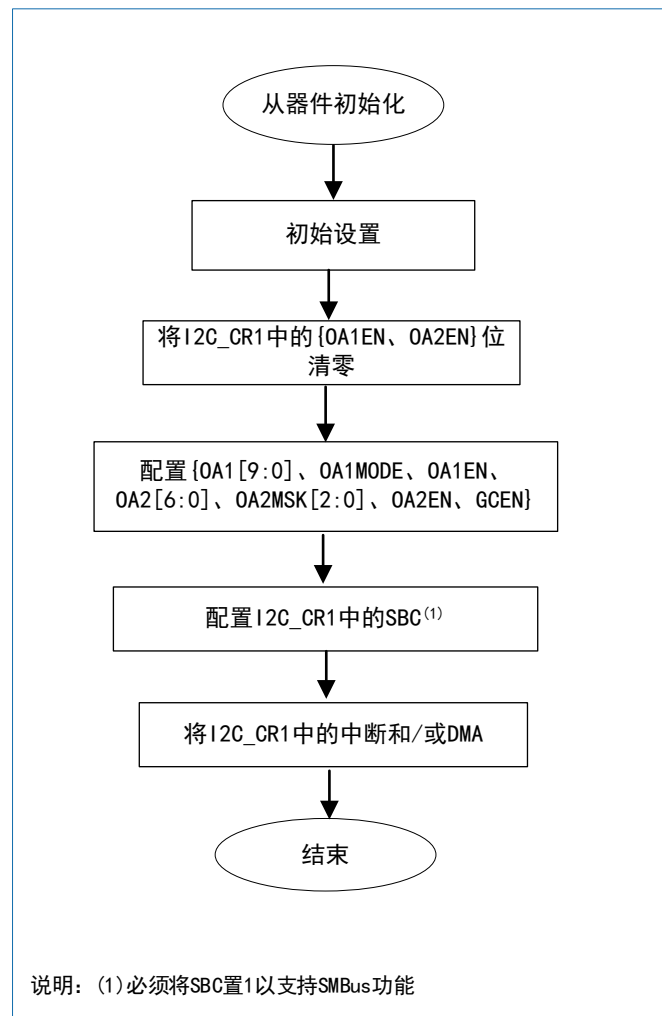 从器件初始化
初始设置
将I2C_CR1中的{OA1EN、OA2EN}位
清零
配置{OA1[9:0]、OA1MODE、OA1EN、
OA2[6:0]、OA2MSK[2:0]、OA2EN、GCEN}
配置I2C_CR1中的SBC(1)
将I2C_CR1中的中断和/或DMA
结束
说明：(1)必须将SBC置1以支持SMBus功能